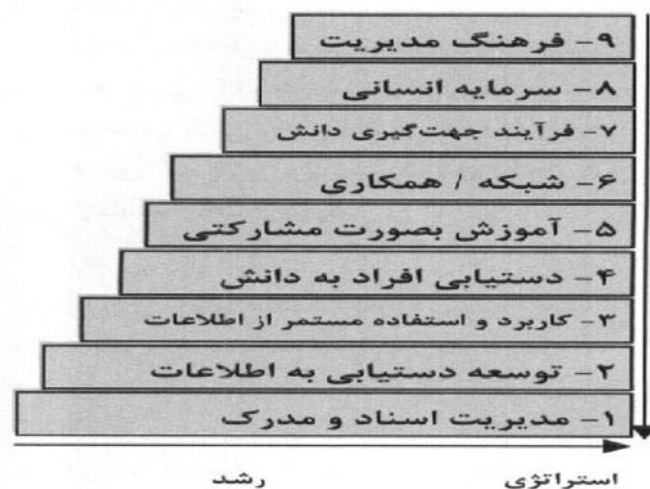 ۹- فرهنگ مدیریت
۸- سرمایه انسانی
۷- فرآیند جهت‌گیری دانش
۶- شبکه / همکاری
۵- آموزش بصورت مشارکتی
۴- دستیابی افراد به دانش
۳- کاربرد و استفاده مستمر از اطلاعات
۲- توسعه دستیابی به اطلاعات
۱- مدیریت اسناد و مدرک
استراتژی رشد